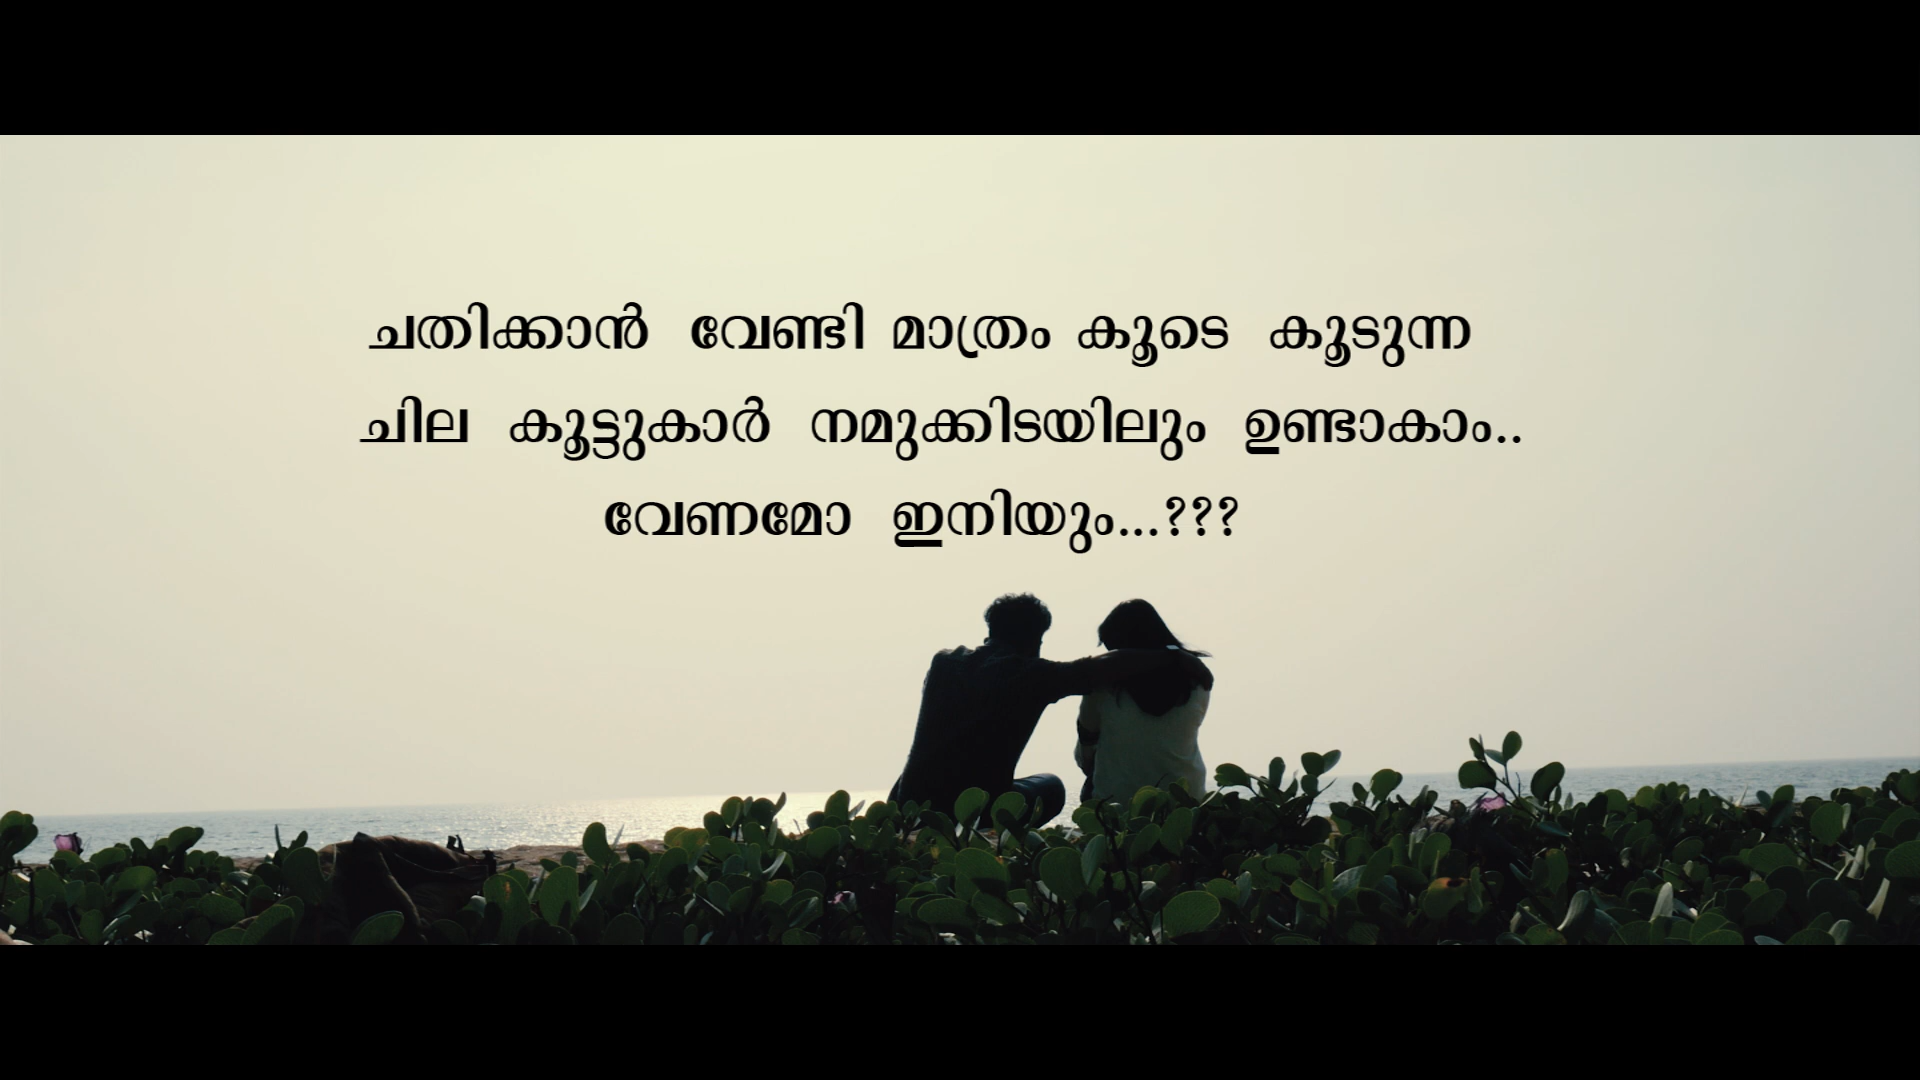 ചതിക്കാൻ വേണ്ടി മാത്രം കൂടെ കൂടുന്ന
ചില കൂട്ടുകാർ നമുക്കിടയിലും ഉണ്ടാകാം..
വേണമോ ഇനിയും...???